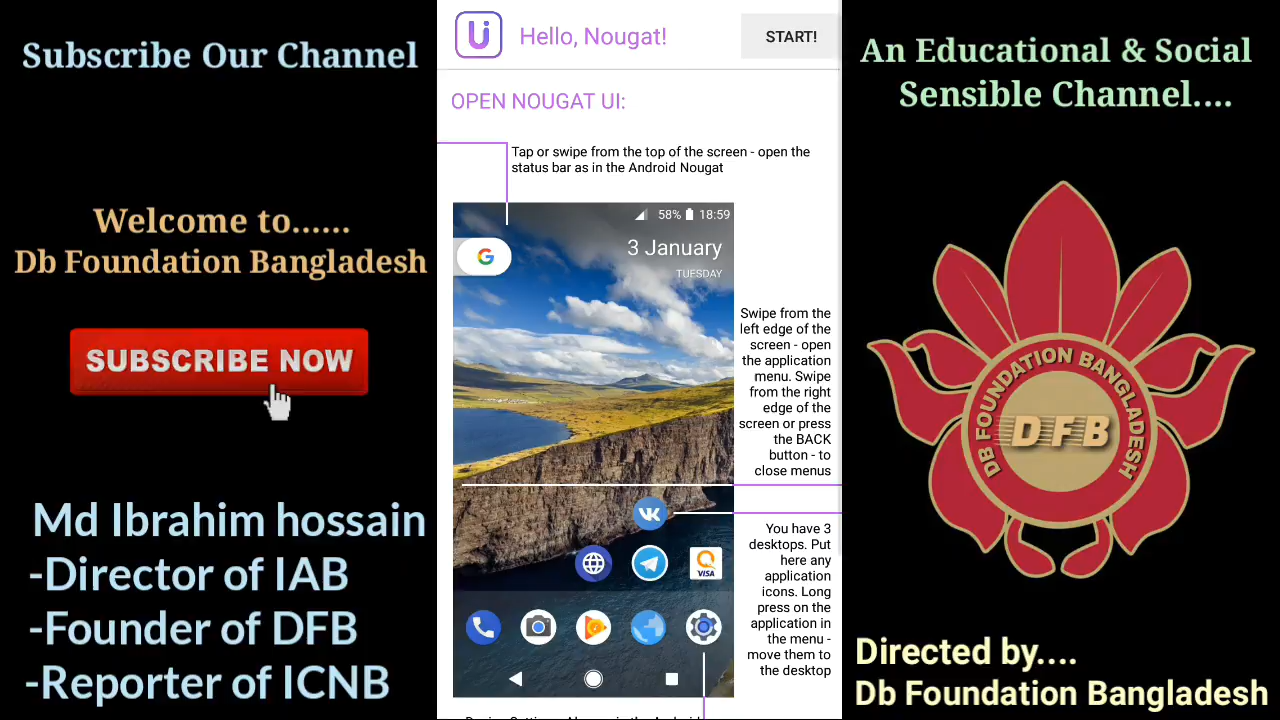 Subscribe Our Channel
Welcome to......
Db Foundation Bangladesh
SUBSCRIBE NOW
Md Ibrahim hossain
-Director of IAB
-Founder of DFB
-Reporter of ICNB
Ui
Hello, Nougat!
START!
OPEN NOUGAT UI:
Tap or swipe from the top of the screen - open the
status bar as in the Android Nougat
58% 18:59
G
3 January
TUESDAY
Swipe from the
left edge of the
screen - open
the application
menu. Swipe
from the right
edge of the
screen or press
the BACK
button - to
close menus
You have 3
desktops. Put
here any
application
icons. Long
press on the
application in
the menu -
move them to
the desktop
VISA
An Educational & Social
Sensible Channel....
DB FOUNDATION BANGLADESH
DFB
Directed by....
Db Foundation Bangladesh